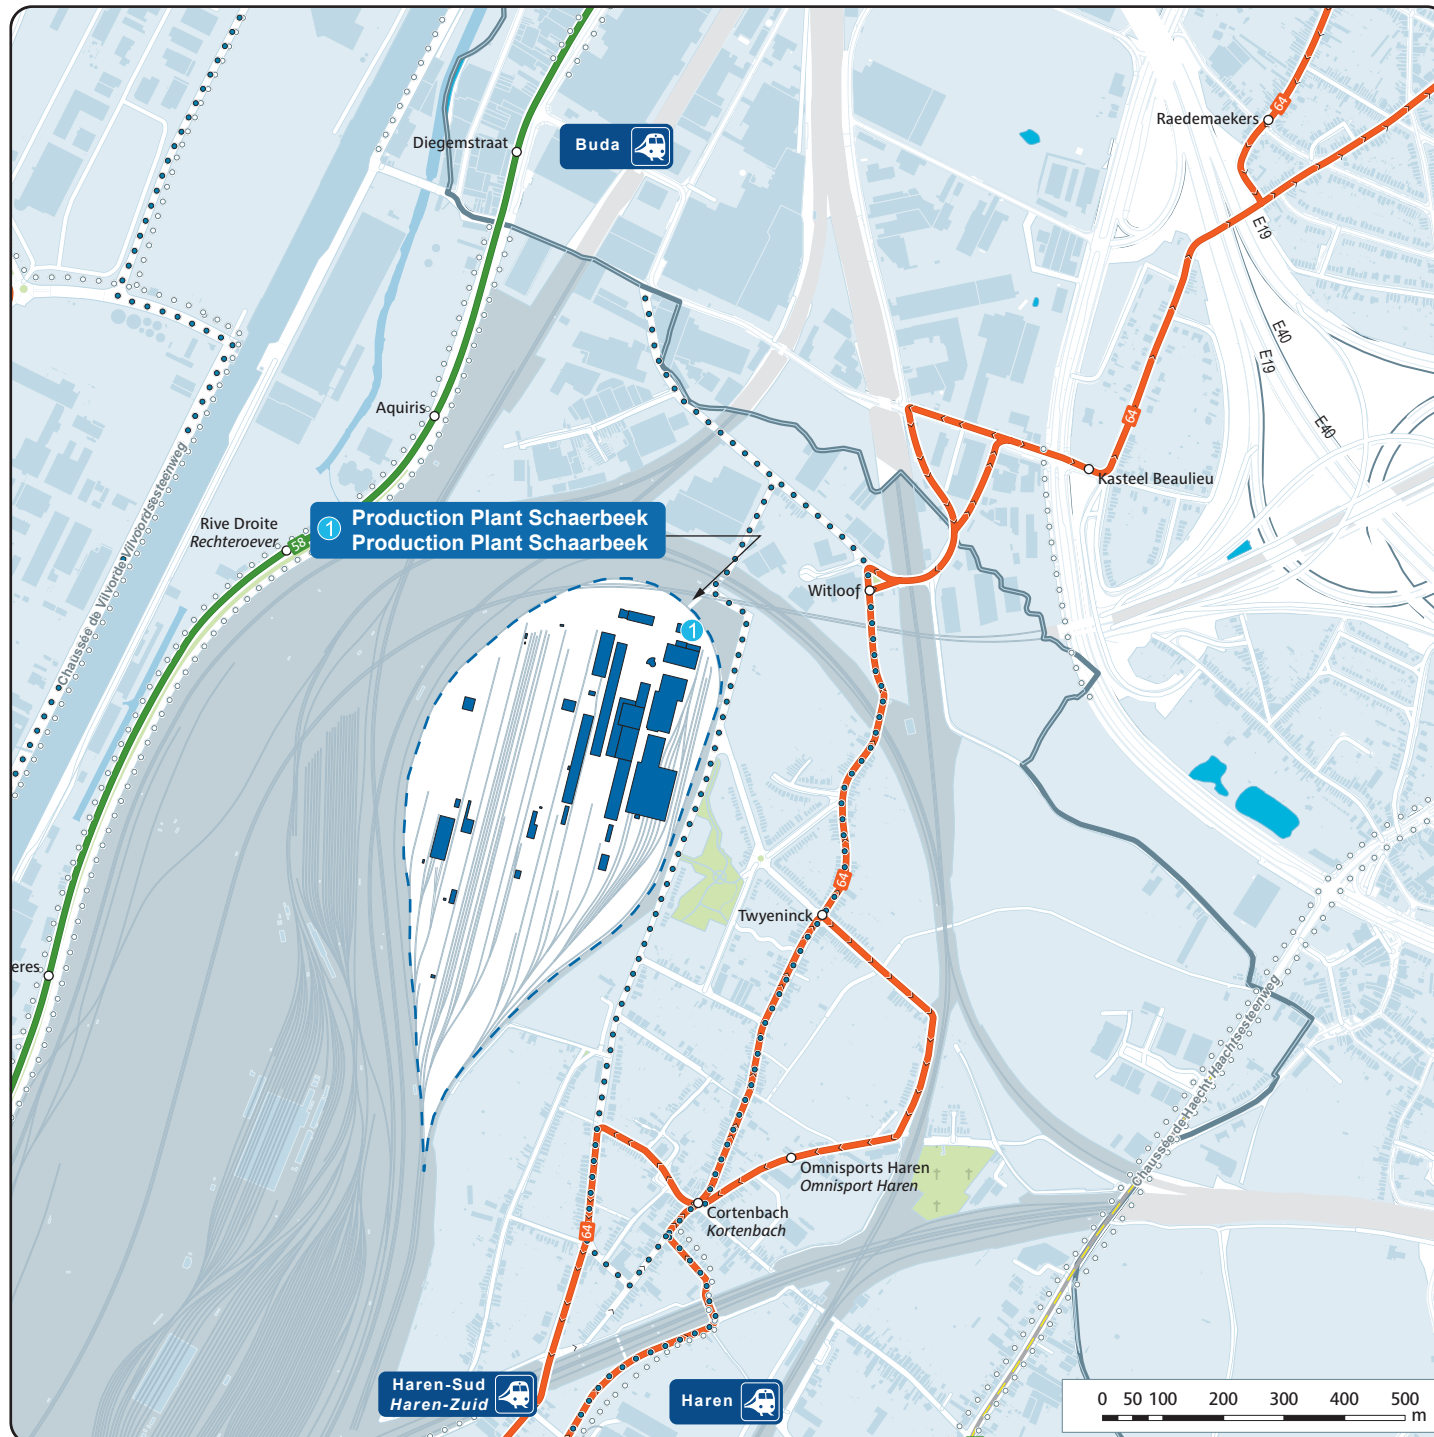 Raedemaekers
64
Diegemstraat
Buda
E19
E40
E19
64
E40
Aquiris
Kasteel Beaulieu
Chaussée de Vilvorde Vilvoordsesteenweg
Rive Droite
Rechteroever
58
1 Production Plant Schaerbeek
Production Plant Schaarbeek
Witloof
1
64
Twyeninck
eres
Chaussée de Haecht Haachtsesteenweg
Omnisports Haren
Omnisport Haren
Cortenbach
Kortenbach
64
Haren-Sud
Haren-Zuid
Haren
0 50 100 200 300 400 500
m